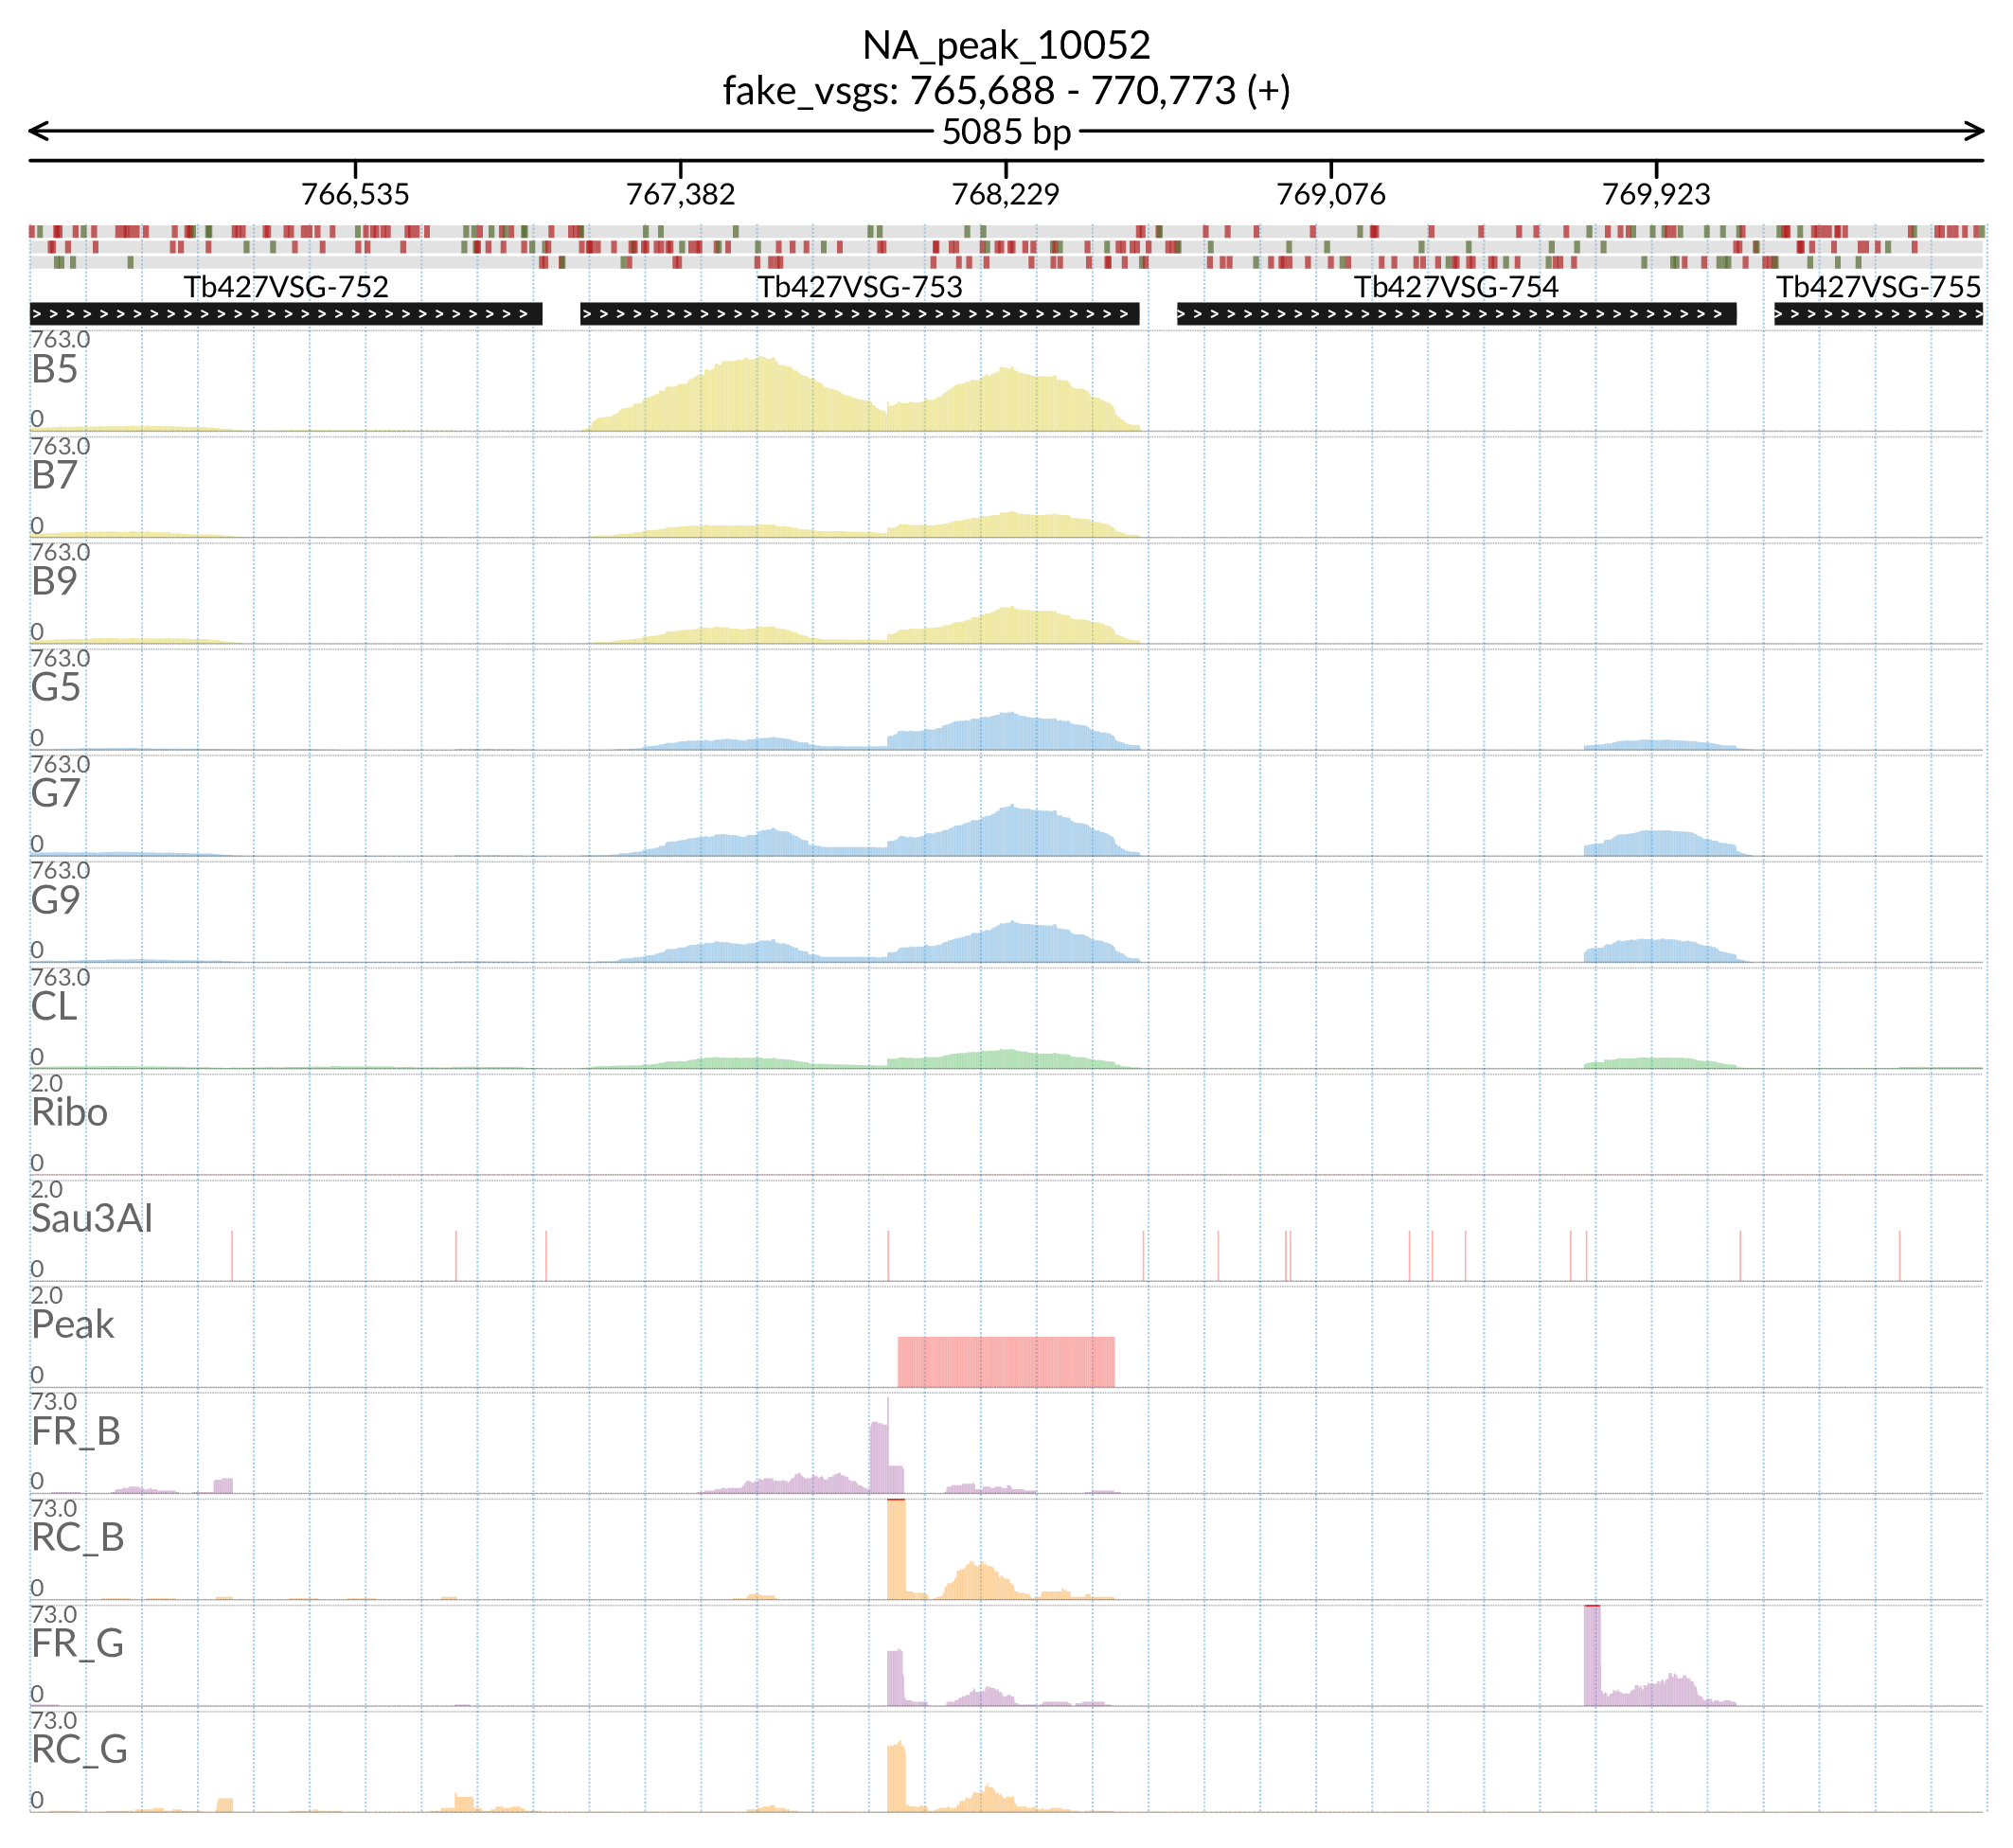 NA_peak_10052
fake_vsgs: 765,688 - 770,773 (+)
5085 bp
766,535 767,382 768,229 769,076 769,923
Tb427VSG-752 Tb427VSG-753 Tb427VSG-754 Tb427VSG-755
763.0
B5
0
763.0
B7
0
763.0
B9
0
763.0
G5
0
763.0
G7
0
763.0
G9
0
763.0
CL
0
2.0
Ribo
0
2.0
Sau3AI
0
2.0
Peak
0
73.0
FR_B
0
73.0
RC_B
0
73.0
FR_G
0
73.0
RC_G
0